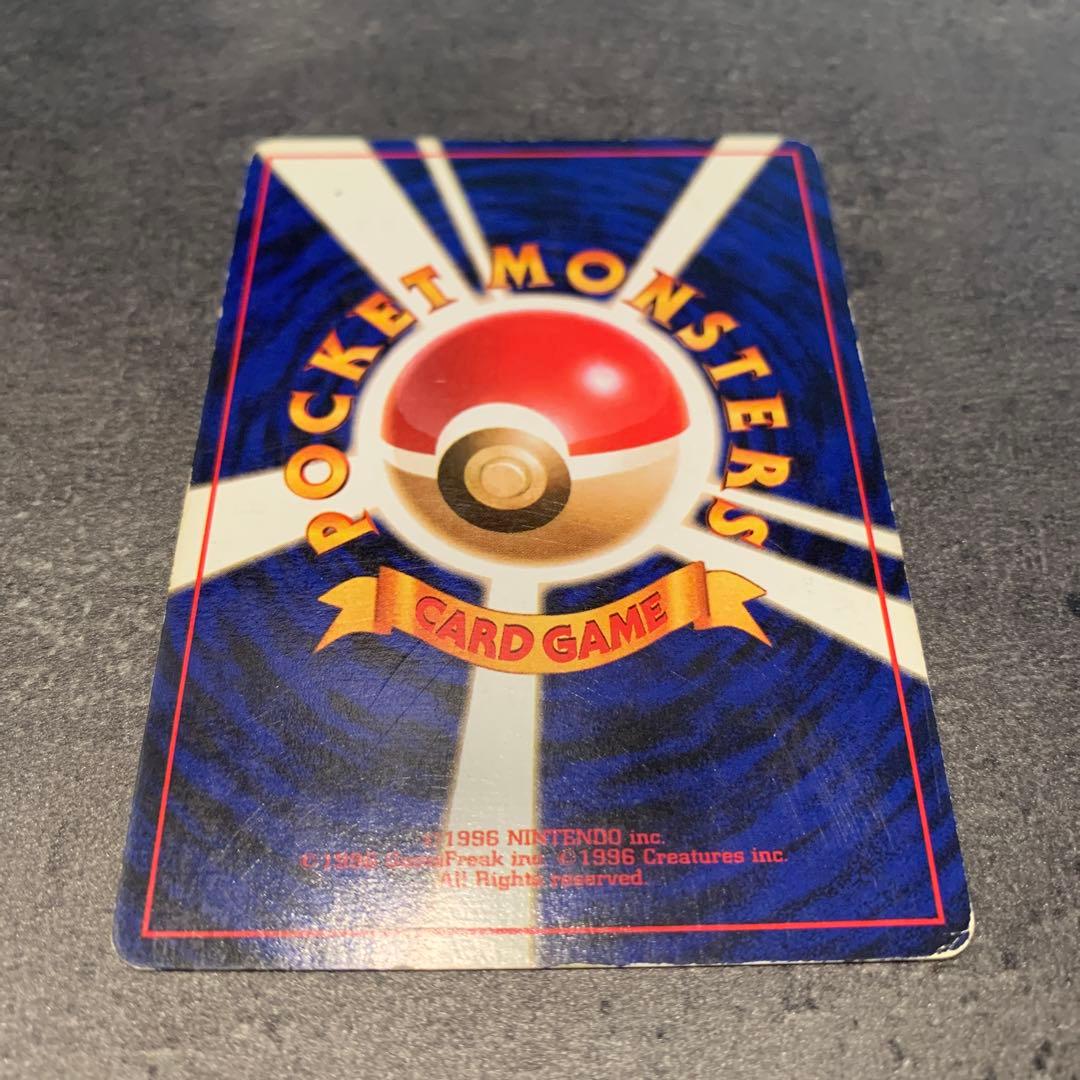 POCKET MONSTERS
CARD GAME
©1996 NINTENDO inc.
©1996 GameFreak inc. ©1996 Creatures inc.
All Rights reserved.